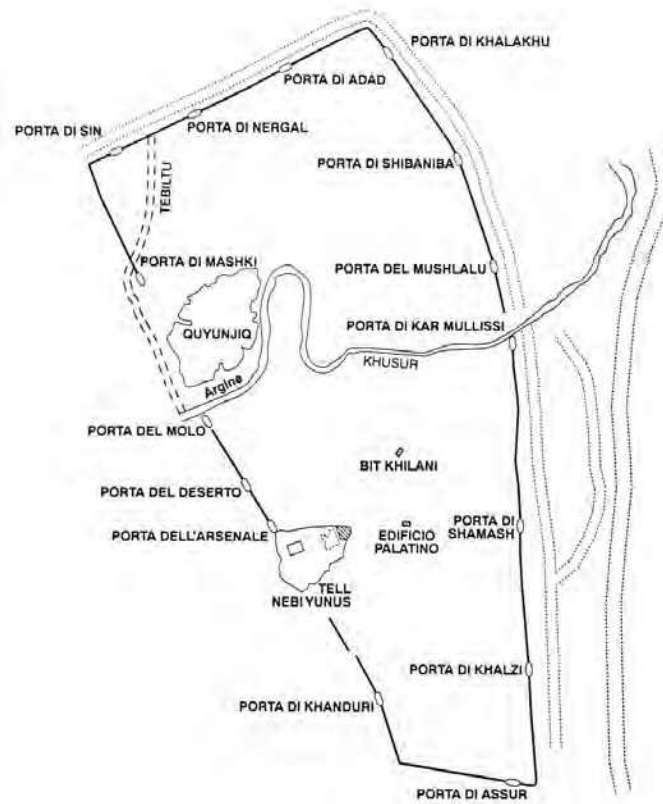 PORTA DI KHALAKHU
PORTA DI ADAD
PORTA DI SIN
PORTA DI NERGAL
PORTA DI SHIBANIBA
TEBILTU
PORTA DI MASHKI
PORTA DEL MUSHLALU
QUYUNJIQ
PORTA DI KAR MULLISSI
KHUSUR
Argine
PORTA DEL MOLO
BIT KHILANI
PORTA DEL DESERTO
PORTA DELL'ARSENALE
EDIFICIO
PALATINO
PORTA DI
SHAMASH
TELL
NEBI YUNUS
PORTA DI KHALZI
PORTA DI KHANDURI
PORTA DI ASSUR